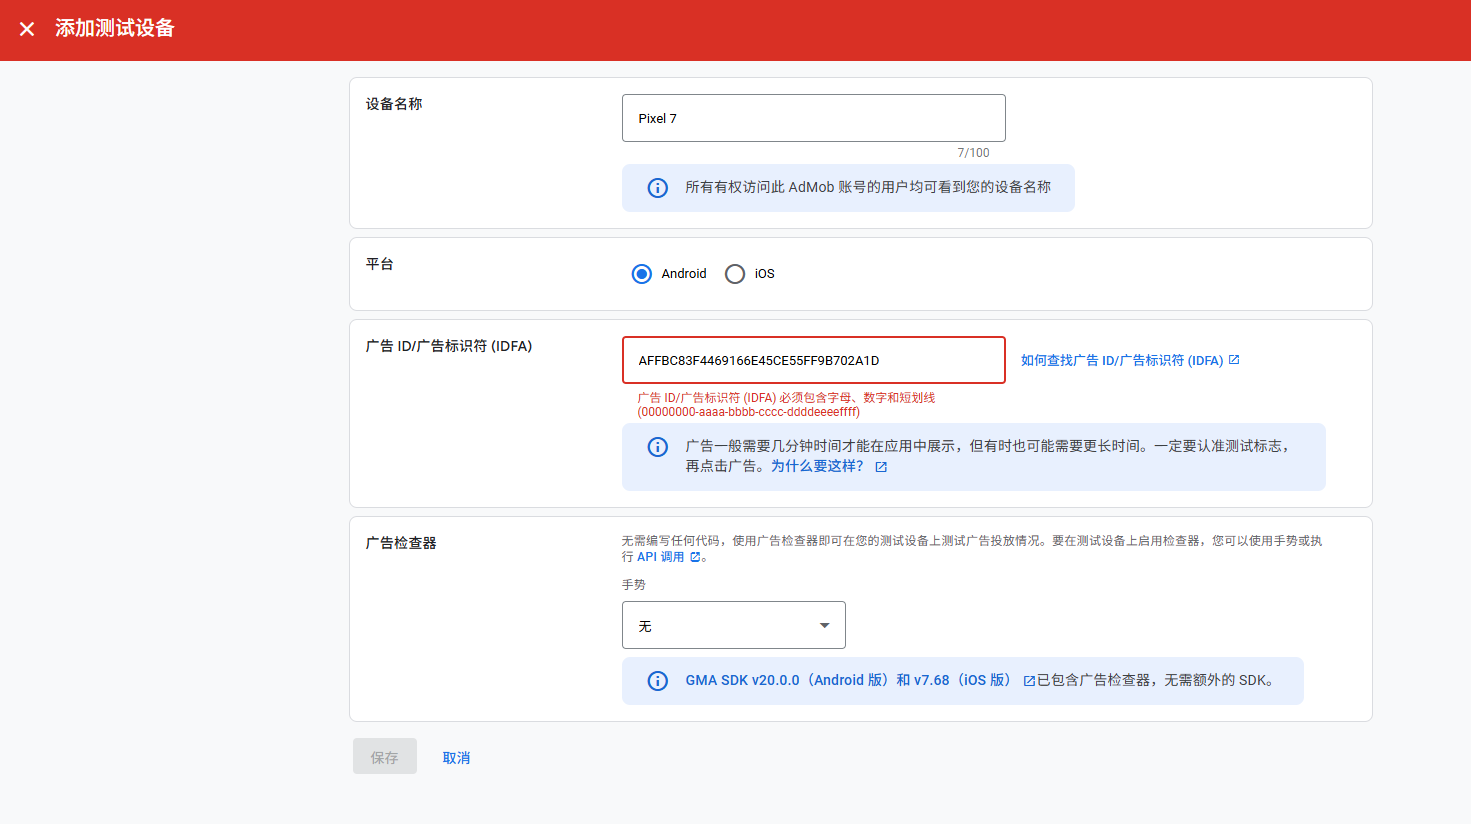 添加测试设备
设备名称
Pixel 7
7/100
所有有权访问此 AdMob 账号的用户均可看到您的设备名称
平台
Android
iOS
广告 ID/广告标识符 (IDFA)
AFFBC83F4469166E45CE55FF9B702A1D
如何查找广告 ID/广告标识符 (IDFA)
广告 ID/广告标识符 (IDFA) 必须包含字母、数字和短划线
(00000000-aaaa-bbbb-cccc-ddddeeeeffff)
广告一般需要几分钟时间才能在应用中展示，但有时也可能需要更长时间。一定要认准测试标志，
再点击广告。为什么要这样？
广告检查器
无需编写任何代码，使用广告检查器即可在您的测试设备上测试广告投放情况。要在测试设备上启用检查器，您可以使用手势或执
行 API 调用 。
手势
无
GMA SDK v20.0.0（Android 版）和 v7.68（iOS 版） 已包含广告检查器，无需额外的 SDK。
保存
取消